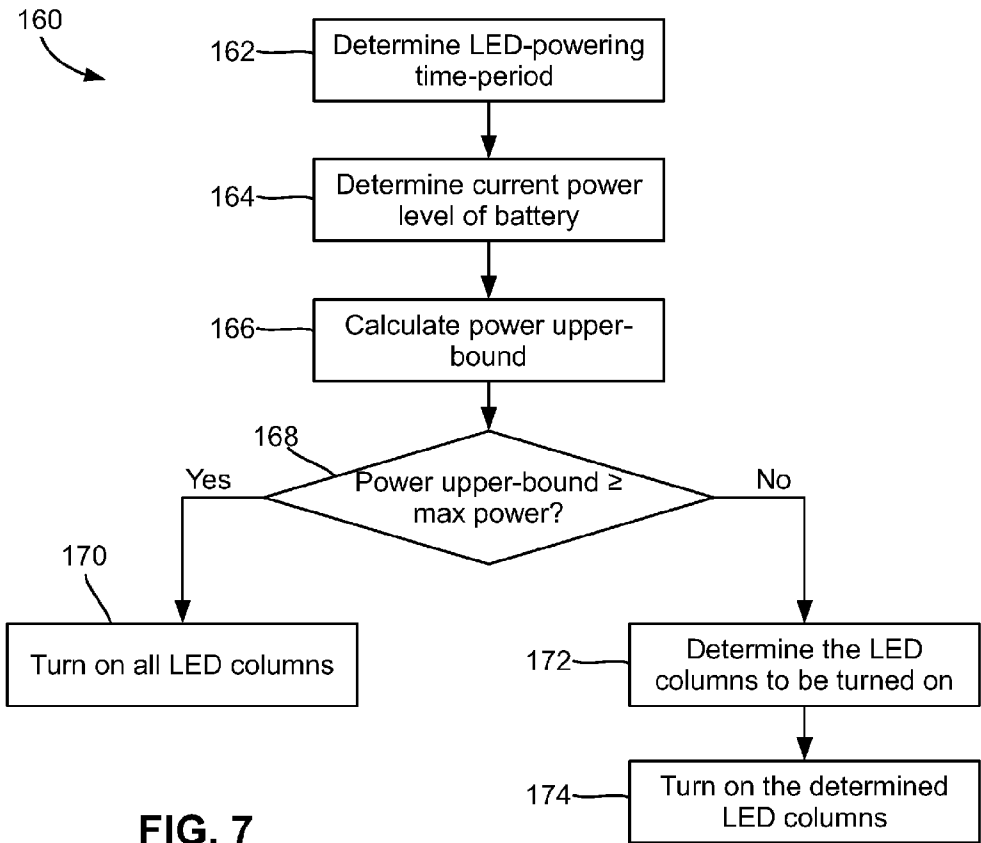 160
162
Determine LED-powering
time-period
164
Determine current power
level of battery
166
Calculate power upper-
bound
168
Power upper-bound ≥
max power?
Yes
No
170
Turn on all LED columns
172
Determine the LED
columns to be turned on
174
Turn on the determined
LED columns
FIG. 7